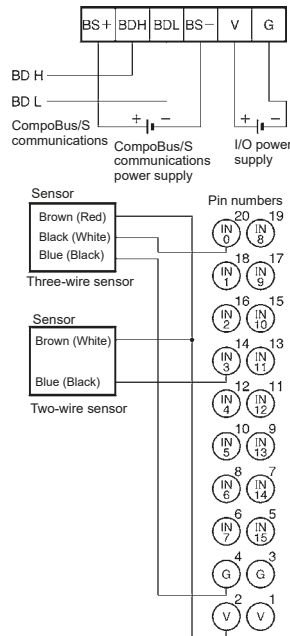 BS+ BDH BDL BS− V G
BD H
BD L
+ −
+ −
CompoBus/S
communications
CompoBus/S
communications
power supply
I/O power
supply
Sensor
Brown (Red)
Black (White)
Blue (Black)
Three-wire sensor
Sensor
Brown (White)
Blue (Black)
Two-wire sensor
Pin numbers
20 19
IN 0 IN 8
18 17
IN 1 IN 9
16 15
IN 2 IN 10
14 13
IN 3 IN 11
12 11
IN 4 IN 12
10 9
IN 5 IN 13
8 7
IN 6 IN 14
6 5
IN 7 IN 15
4 3
G G
2 1
V V